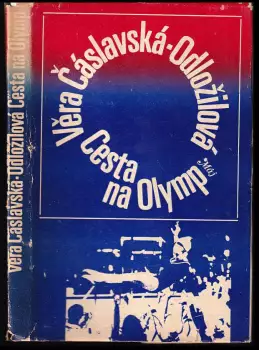 Věra Čáslavská-Odložilová Cesta na Olymp
Věra Čáslavská-Odložilová
Cesta
na Olymp